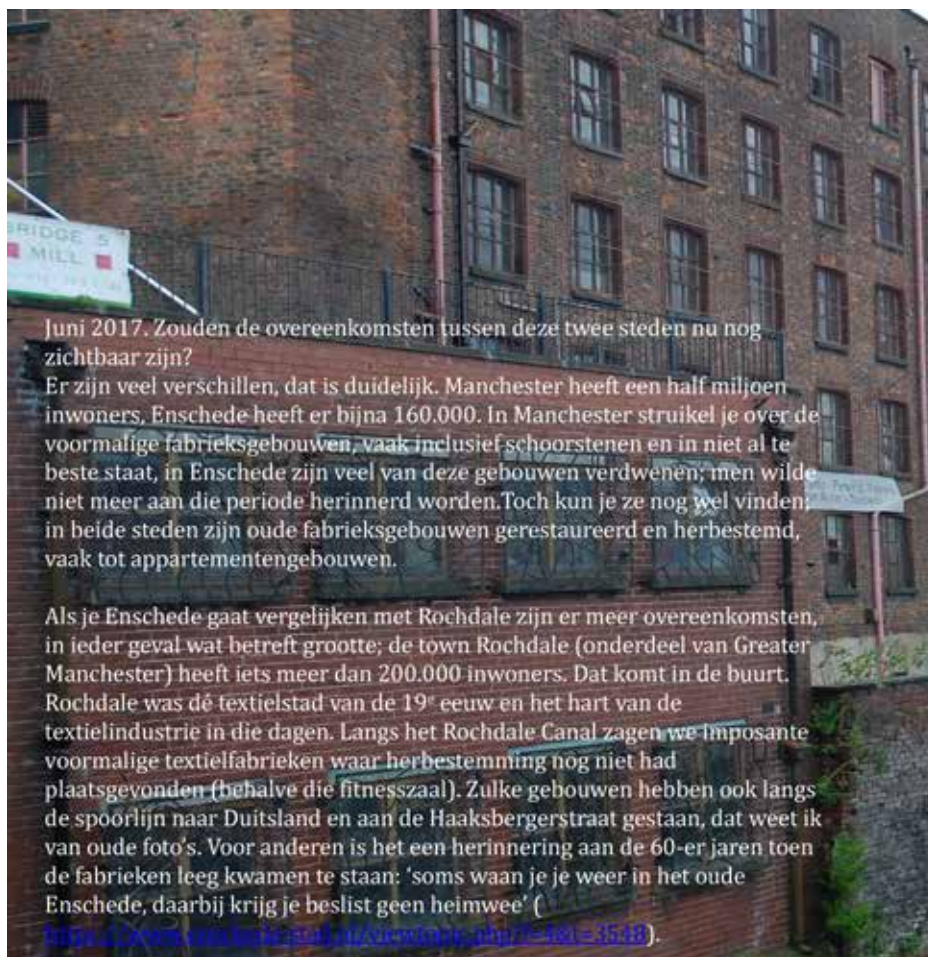 BRIDGE 5
MILL
Juni 2017. Zouden de overeenkomsten tussen deze twee steden nu nog
zichtbaar zijn?
Er zijn veel verschillen, dat is duidelijk. Manchester heeft een half miljoen
inwoners, Enschede heeft er bijna 160.000. In Manchester struikel je over de
voormalige fabrieksgebouwen, vaak inclusief schoorstenen en in niet al te
beste staat, in Enschede zijn veel van deze gebouwen verdwenen; men wilde
niet meer aan die periode herinnerd worden.Toch kun je ze nog wel vinden;
in beide steden zijn oude fabrieksgebouwen gerestaureerd en herbestemd,
vaak tot appartementengebouwen.
Als je Enschede gaat vergelijken met Rochdale zijn er meer overeenkomsten,
in ieder geval wat betreft grootte; de town Rochdale (onderdeel van Greater
Manchester) heeft iets meer dan 200.000 inwoners. Dat komt in de buurt.
Rochdale was dé textielstad van de 19e eeuw en het hart van de
textielindustrie in die dagen. Langs het Rochdale Canal zagen we imposante
voormalige textielfabrieken waar herbestemming nog niet had
plaatsgevonden (behalve die fitnesszaal). Zulke gebouwen hebben ook langs
de spoorlijn naar Duitsland en aan de Haaksbergerstraat gestaan, dat weet ik
van oude foto's. Voor anderen is het een herinnering aan de 60-er jaren toen
de fabrieken leeg kwamen te staan: 'soms waan je je weer in het oude
Enschede, daarbij krijg je beslist geen heimwee' (
).